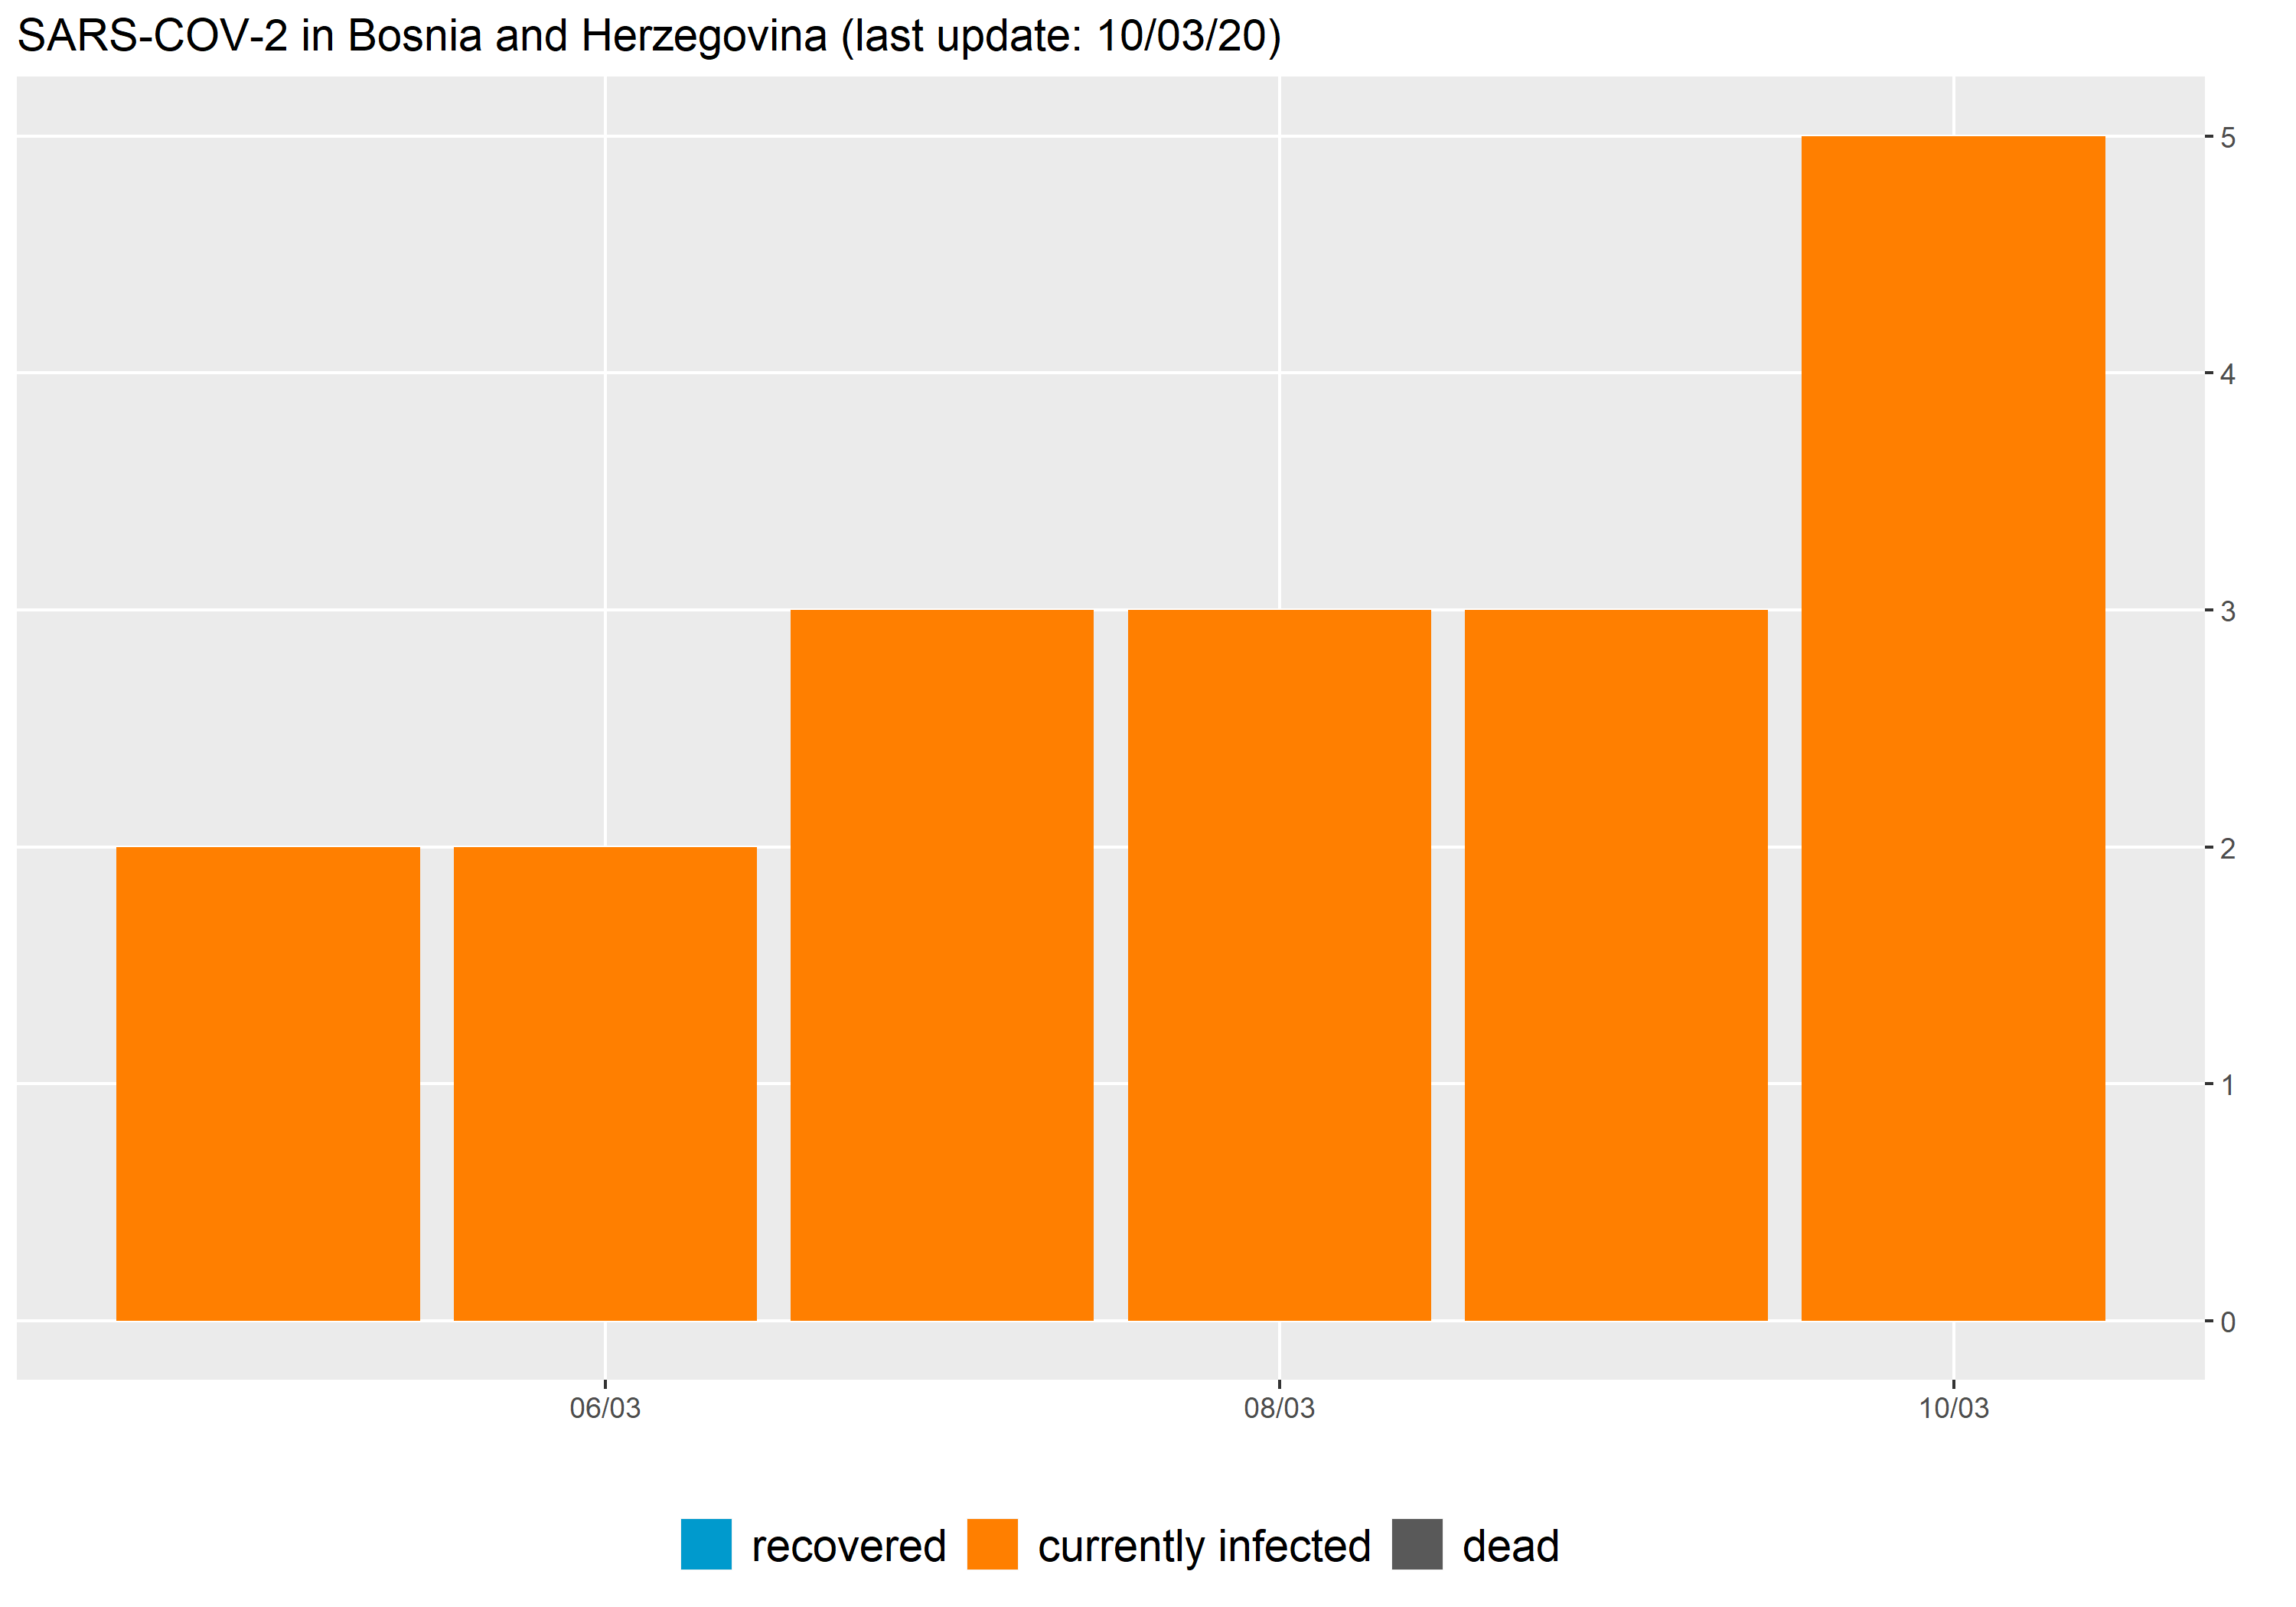 SARS-COV-2 in Bosnia and Herzegovina (last update: 10/03/20)
5
4
3
2
1
0
06/03 08/03 10/03
recovered currently infected dead